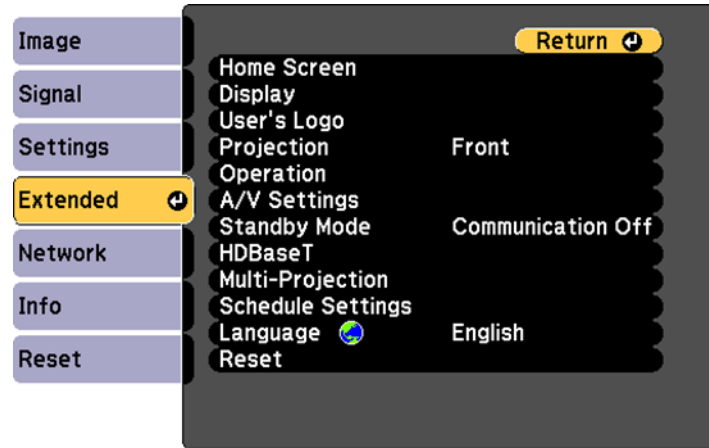 Image
Signal
Settings
Extended
Network
Info
Reset
Return
Home Screen
Display
User's Logo
Projection Front
Operation
A/V Settings
Standby Mode Communication Off
HDBaseT
Multi-Projection
Schedule Settings
Language English
Reset